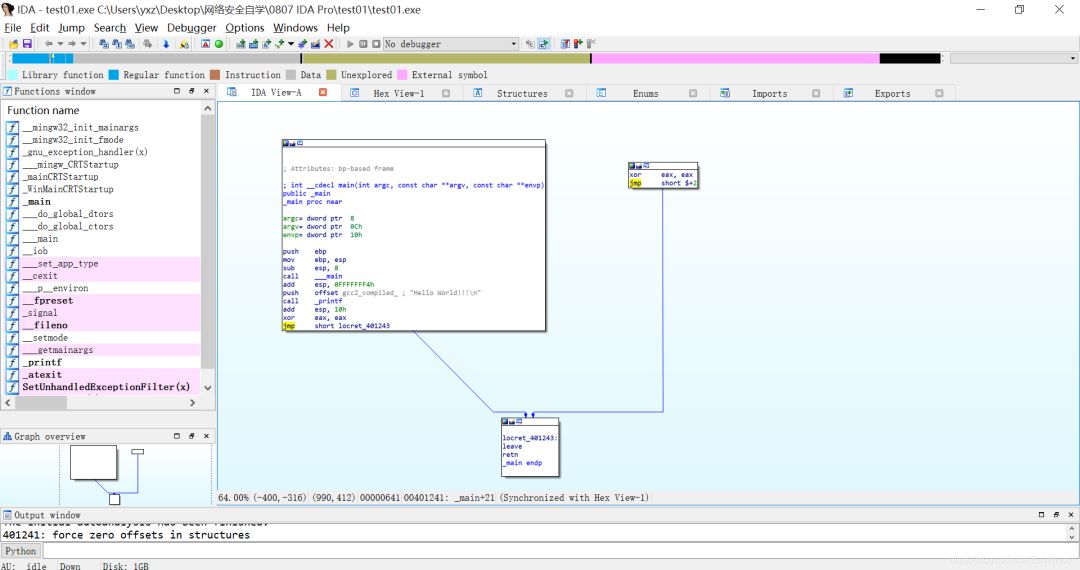 IDA - test01.exe C:\Users\yxz\Desktop\网络安全自学\0807 IDA Pro\test01\test01.exe
File Edit Jump Search View Debugger Options Windows Help
No debugger
Library function Regular function Instruction Data Unexplored External symbol
Functions window
IDA View-A Hex View-1 Structures Enums Imports Exports
Function name
__mingw32_init_mainargs
__mingw32_init_fmode
_gnu_exception_handler(x)
___mingw_CRTStartup
_mainCRTStartup
_WinMainCRTStartup
_main
___do_global_dtors
___do_global_ctors
___main
__iob
___set_app_type
__cexit
___p__environ
__fpreset
_signal
__fileno
__setmode
___getmainargs
_printf
_atexit
SetUnhandledExceptionFilter(x)
; Attributes: bp-based frame
; int __cdecl main(int argc, const char **argv, const char **envp)
public _main
_main proc near
argc= dword ptr 8
argv= dword ptr 0Ch
envp= dword ptr 10h
push ebp
mov ebp, esp
sub esp, 8
call ___main
add esp, 0FFFFFFF4h
push offset gcc2_compiled_ ; "Hello World!!!\n"
call _printf
add esp, 10h
xor eax, eax
jmp short locret_401243
xor eax, eax
jmp short $+2
locret_401243:
leave
retn
_main endp
Graph overview
64.00% (-400,-316) (990,412) 00000641 00401241: _main+21 (Synchronized with Hex View-1)
Output window
The initial autoanalysis has been finished.
401241: force zero offsets in structures
Python
AU: idle Down Disk: 1GB